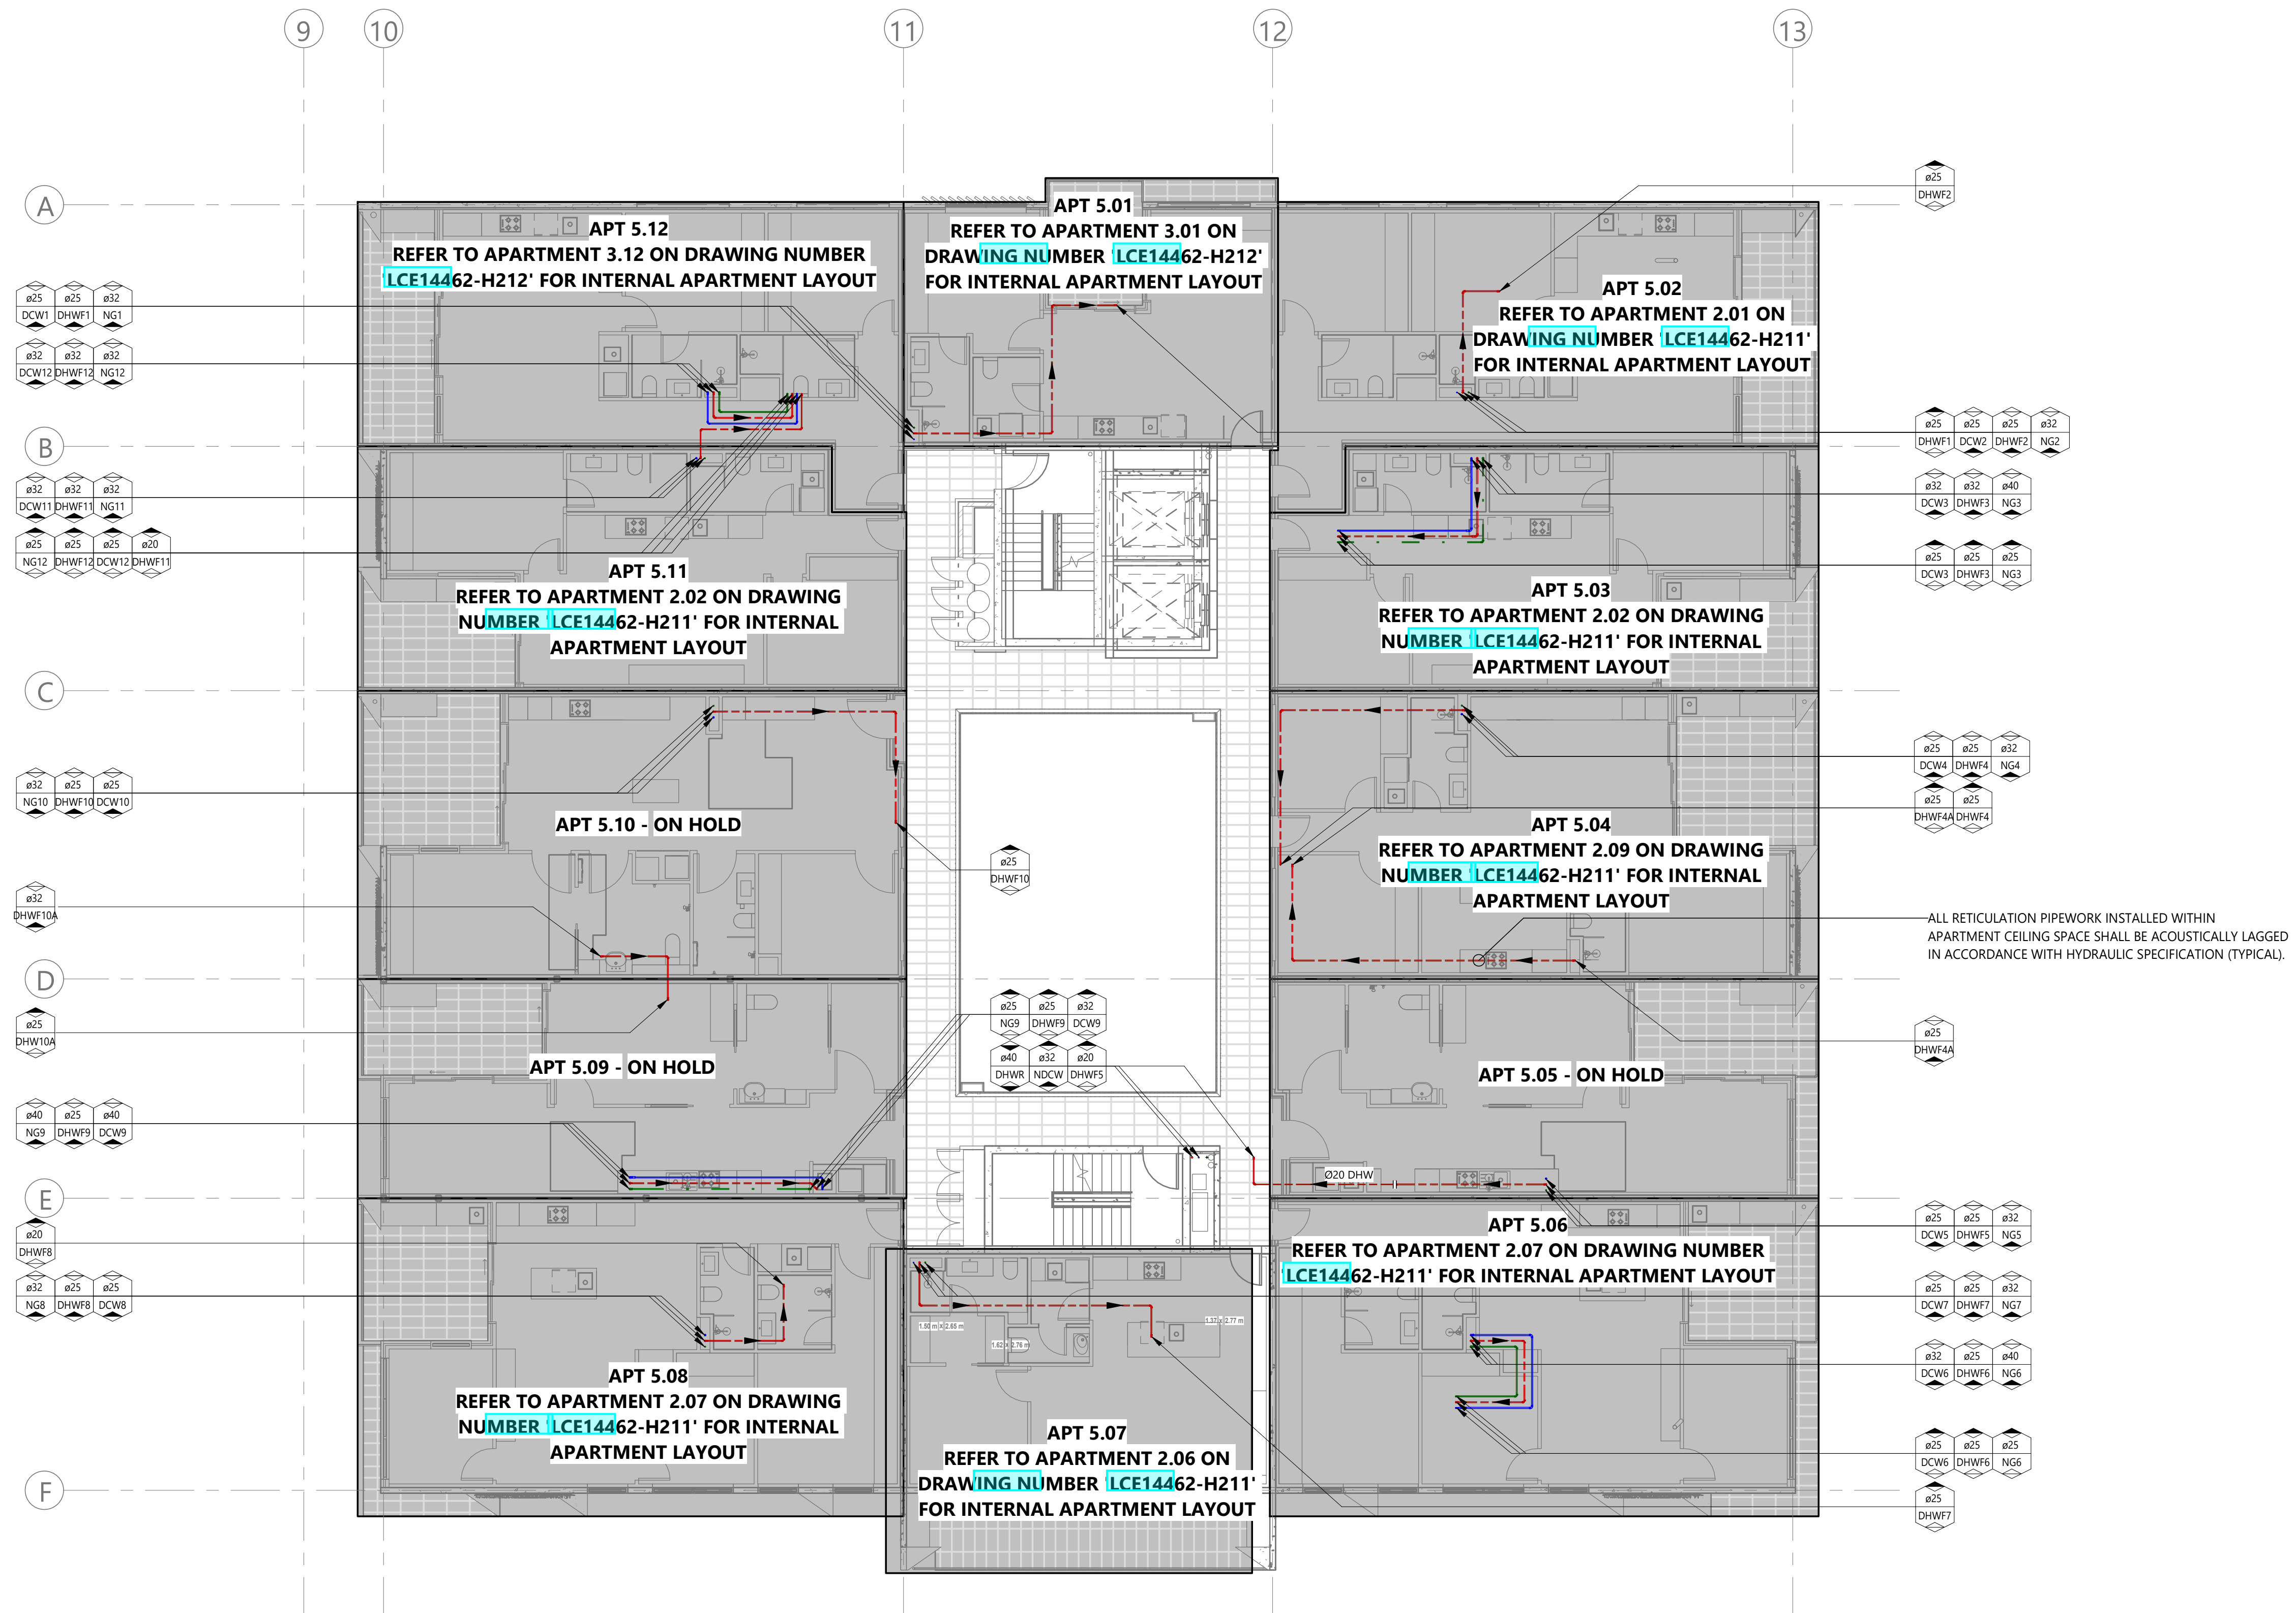 9 10 11 12 13
A
B
C
D
E
F
APT 5.12
REFER TO APARTMENT 3.12 ON DRAWING NUMBER
'LCE14462-H212' FOR INTERNAL APARTMENT LAYOUT
APT 5.01
REFER TO APARTMENT 3.01 ON
DRAWING NUMBER 'LCE14462-H212'
FOR INTERNAL APARTMENT LAYOUT
APT 5.02
REFER TO APARTMENT 2.01 ON
DRAWING NUMBER 'LCE14462-H211'
FOR INTERNAL APARTMENT LAYOUT
APT 5.11
REFER TO APARTMENT 2.02 ON DRAWING
NUMBER 'LCE14462-H211' FOR INTERNAL
APARTMENT LAYOUT
APT 5.03
REFER TO APARTMENT 2.02 ON DRAWING
NUMBER 'LCE14462-H211' FOR INTERNAL
APARTMENT LAYOUT
APT 5.10 - ON HOLD
APT 5.04
REFER TO APARTMENT 2.09 ON DRAWING
NUMBER 'LCE14462-H211' FOR INTERNAL
APARTMENT LAYOUT
APT 5.09 - ON HOLD
APT 5.05 - ON HOLD
Ø20 DHW
APT 5.06
REFER TO APARTMENT 2.07 ON DRAWING NUMBER
'LCE14462-H211' FOR INTERNAL APARTMENT LAYOUT
APT 5.08
REFER TO APARTMENT 2.07 ON DRAWING
NUMBER 'LCE14462-H211' FOR INTERNAL
APARTMENT LAYOUT
1.50 m x 2.65 m
1.62 x 2.76 m
1.37 x 2.77 m
APT 5.07
REFER TO APARTMENT 2.06 ON
DRAWING NUMBER 'LCE14462-H211'
FOR INTERNAL APARTMENT LAYOUT
ø25 ø25 ø32
DCW1 DHWF1 NG1
ø32 ø32 ø32
DCW12 DHWF12 NG12
ø32 ø32 ø32
DCW11 DHWF11 NG11
ø25 ø25 ø25 ø20
NG12 DHWF12 DCW12 DHWF11
ø32 ø25 ø25
NG10 DHWF10 DCW10
ø32
DHWF10A
ø25
DHW10A
ø40 ø25 ø40
NG9 DHWF9 DCW9
ø20
DHWF8
ø32 ø25 ø25
NG8 DHWF8 DCW8
ø25
DHWF10
ø25 ø25 ø32
NG9 DHWF9 DCW9
ø40 ø32 ø20
DHWR NDCW DHWF5
ø25
DHWF2
ø25 ø25 ø25 ø32
DHWF1 DCW2 DHWF2 NG2
ø32 ø32 ø40
DCW3 DHWF3 NG3
ø25 ø25 ø25
DCW3 DHWF3 NG3
ø25 ø25 ø32
DCW4 DHWF4 NG4
ø25 ø25
DHWF4A DHWF4
ALL RETICULATION PIPEWORK INSTALLED WITHIN
APARTMENT CEILING SPACE SHALL BE ACOUSTICALLY LAGGED
IN ACCORDANCE WITH HYDRAULIC SPECIFICATION (TYPICAL).
ø25
DHWF4A
ø25 ø25 ø32
DCW5 DHWF5 NG5
ø25 ø25 ø32
DCW7 DHWF7 NG7
ø32 ø25 ø40
DCW6 DHWF6 NG6
ø25 ø25 ø25
DCW6 DHWF6 NG6
ø25
DHWF7